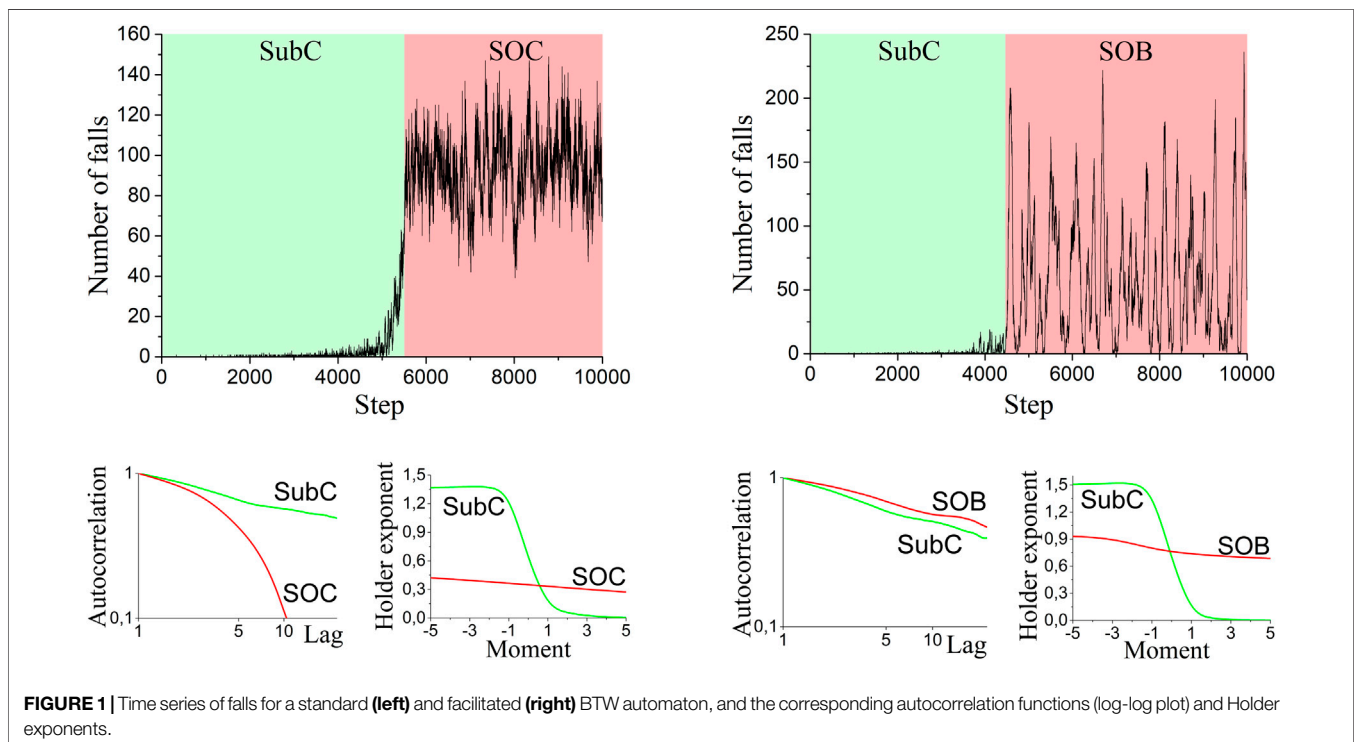 160
140
120
100
80
60
40
20
0
Number of falls
SubC
SOC
0 2000 4000 6000 8000 10000
Step
250
200
150
100
50
0
Number of falls
SubC
SOB
0 2000 4000 6000 8000 10000
Step
1
0,1
Autocorrelation
SubC
SOC
1 5 10
Lag
1.5
1.2
0.9
0.6
0.3
0.0
Holder exponent
SubC
SOC
-5 -3 -1 1 3 5
Moment
1
0,1
Autocorrelation
SOB
SubC
1 5 10
Lag
1.5
1.2
0,9
0,6
0,3
0,0
Holder exponent
SubC
SOB
-5 -3 -1 1 3 5
Moment
FIGURE 1 | Time series of falls for a standard (left) and facilitated (right) BTW automaton, and the corresponding autocorrelation functions (log-log plot) and Holder
exponents.